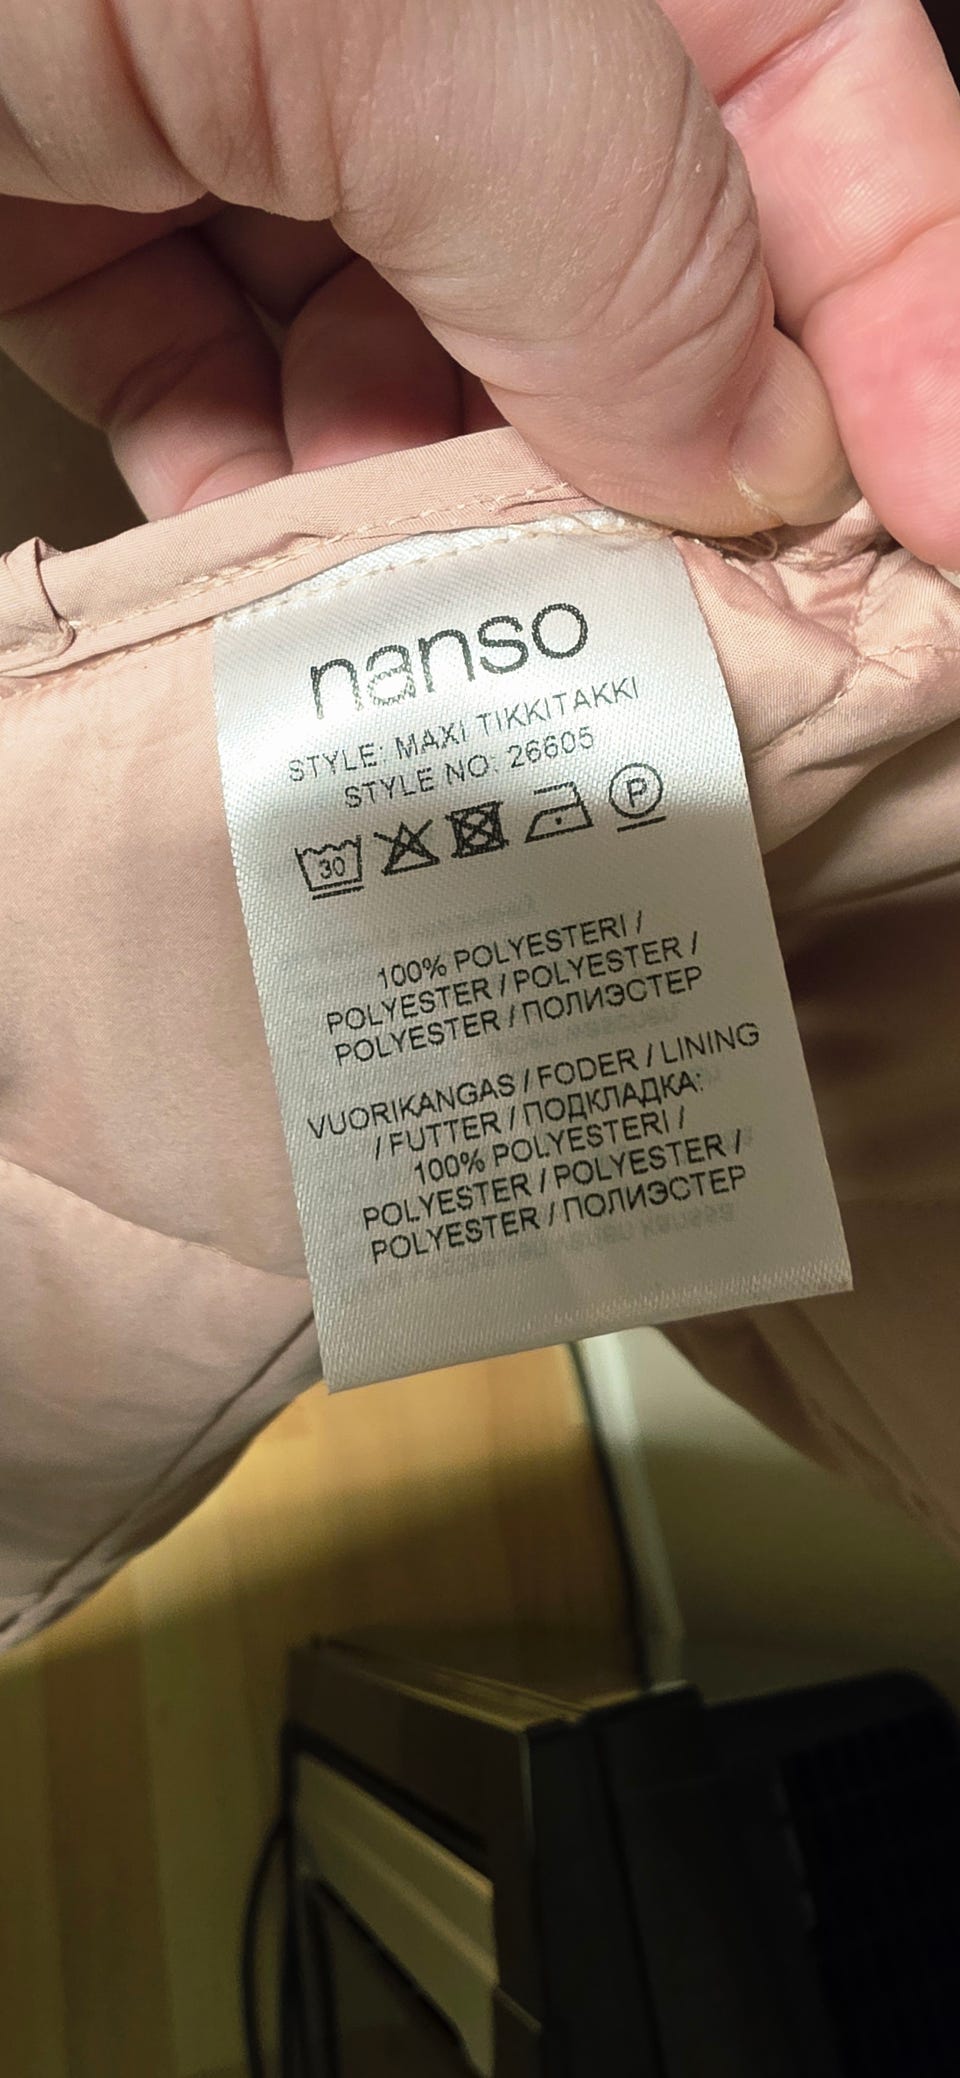 nanso
STYLE: MAXI TIKKITAKKI
STYLE NO: 26605
30 P
100% POLYESTERI /
POLYESTER / POLYESTER /
POLYESTER / ПОЛИЭСТЕР
VUORIKANGAS / FODER / LINING
/ FUTTER / ПОДКЛАДКА:
100% POLYESTERI /
POLYESTER / POLYESTER /
POLYESTER / ПОЛИЭСТЕР